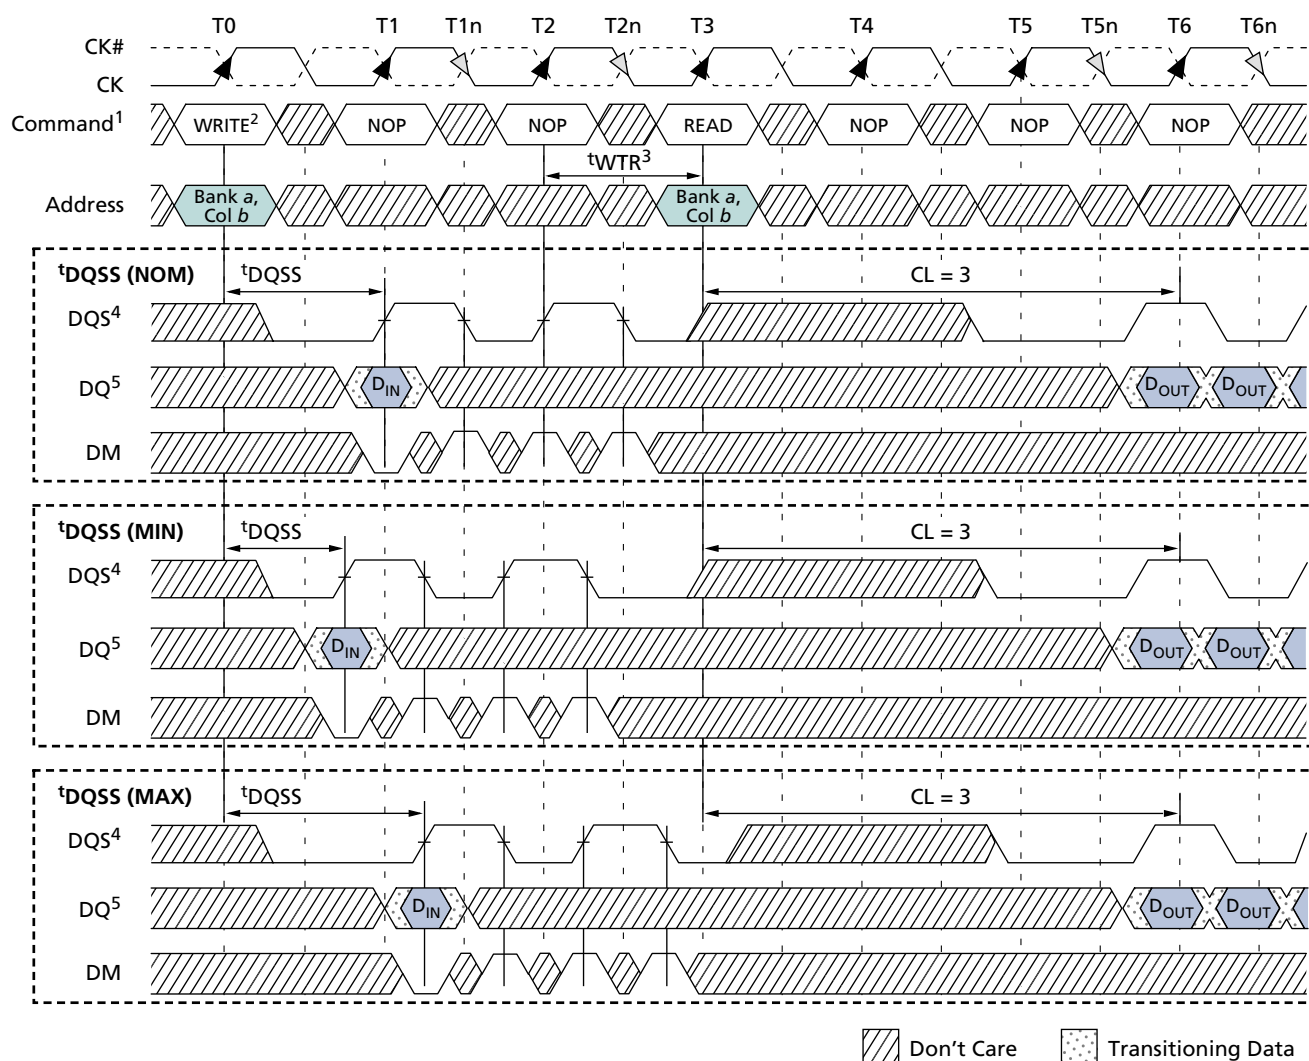 T0 T1 T1n T2 T2n T3 T4 T5 T5n T6 T6n
CK#
CK
Command1 WRITE2 NOP NOP READ NOP NOP NOP
tWTR3
Address Bank a, Col b Bank a, Col b
tDQSS (NOM) tDQSS CL = 3
DQS4
DQ5 DIN DOUT DOUT
DM
tDQSS (MIN) tDQSS CL = 3
DQS4
DQ5 DIN DOUT DOUT
DM
tDQSS (MAX) tDQSS CL = 3
DQS4
DQ5 DIN DOUT DOUT
DM
Don't Care Transitioning Data